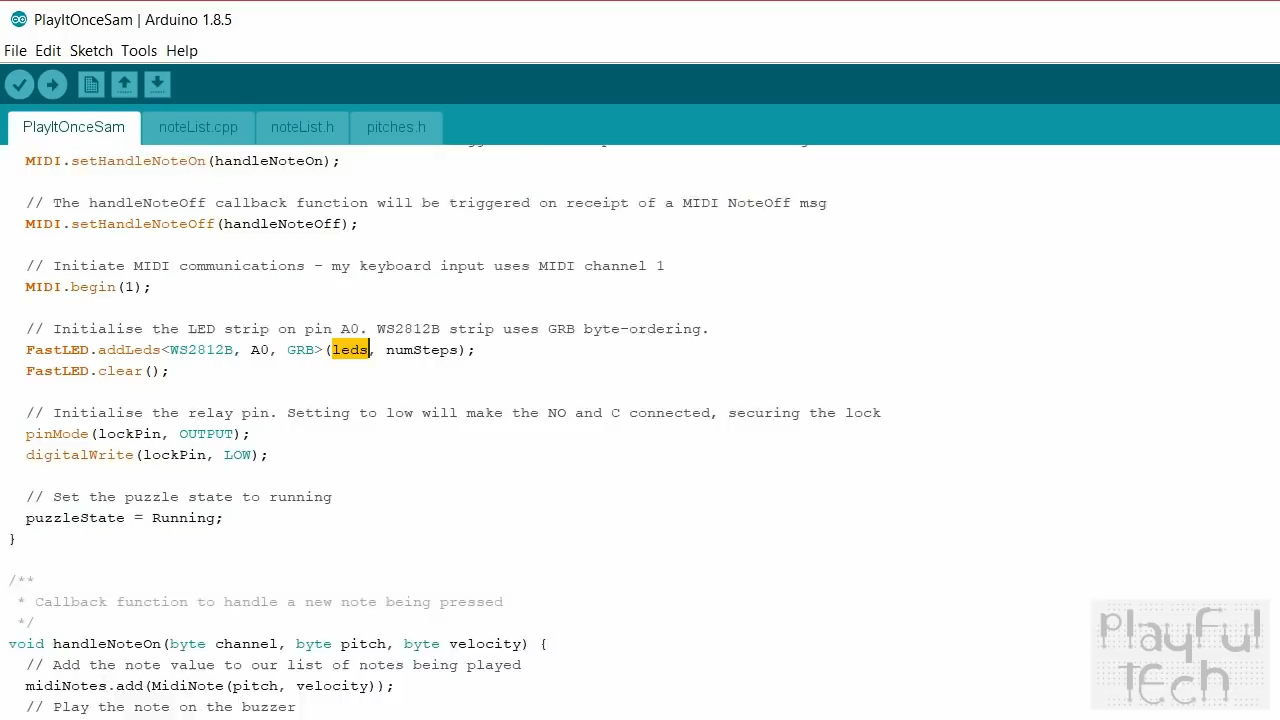 PlayItOnceSam | Arduino 1.8.5
File Edit Sketch Tools Help
PlayItOnceSam noteList.cpp noteList.h pitches.h
MIDI.setHandleNoteOn(handleNoteOn);
// The handleNoteOff callback function will be triggered on receipt of a MIDI NoteOff msg
MIDI.setHandleNoteOff(handleNoteOff);
// Initiate MIDI communications - my keyboard input uses MIDI channel 1
MIDI.begin(1);
// Initialise the LED strip on pin A0. WS2812B strip uses GRB byte-ordering.
FastLED.addLeds<WS2812B, A0, GRB>(leds, numSteps);
FastLED.clear();
// Initialise the relay pin. Setting to low will make the NO and C connected, securing the lock
pinMode(lockPin, OUTPUT);
digitalWrite(lockPin, LOW);
// Set the puzzle state to running
puzzleState = Running;
}
/**
* Callback function to handle a new note being pressed
*/
void handleNoteOn(byte channel, byte pitch, byte velocity) {
// Add the note value to our list of notes being played
midiNotes.add(MidiNote(pitch, velocity));
// Play the note on the buzzer
playful
tech